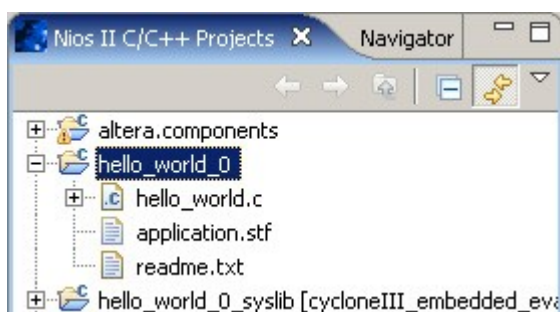 Nios II C/C++ Projects Navigator
altera.components
hello_world_0
hello_world.c
application.stf
readme.txt
hello_world_0_syslib [cycloneIII_embedded_eva